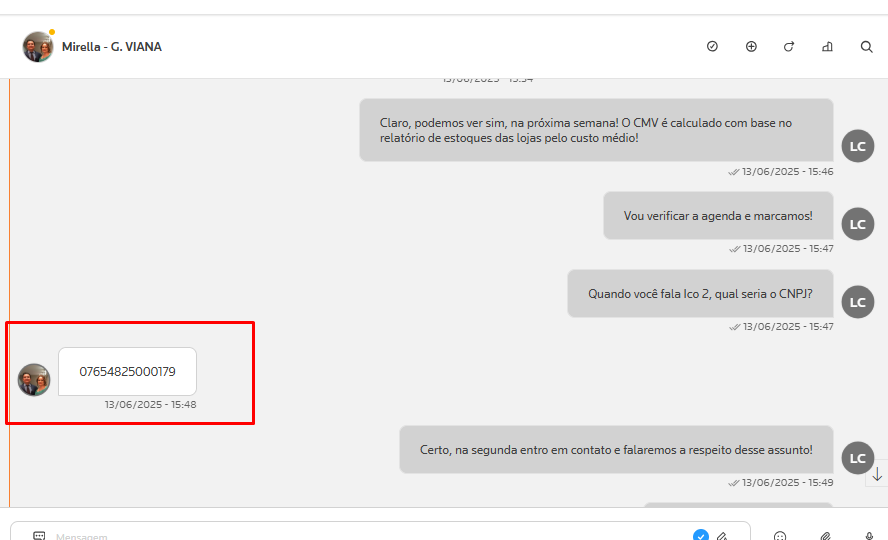 Mirella - G. VIANA
13/06/2025 - 15:34
Claro, podemos ver sim, na próxima semana! O CMV é calculado com base no
relatório de estoques das lojas pelo custo médio!
LC
13/06/2025 - 15:46
Vou verificar a agenda e marcamos!
LC
13/06/2025 - 15:47
Quando você fala Ico 2, qual seria o CNPJ?
LC
13/06/2025 - 15:47
07654825000179
13/06/2025 - 15:48
Certo, na segunda entro em contato e falaremos a respeito desse assunto!
LC
13/06/2025 - 15:49
Mensagem